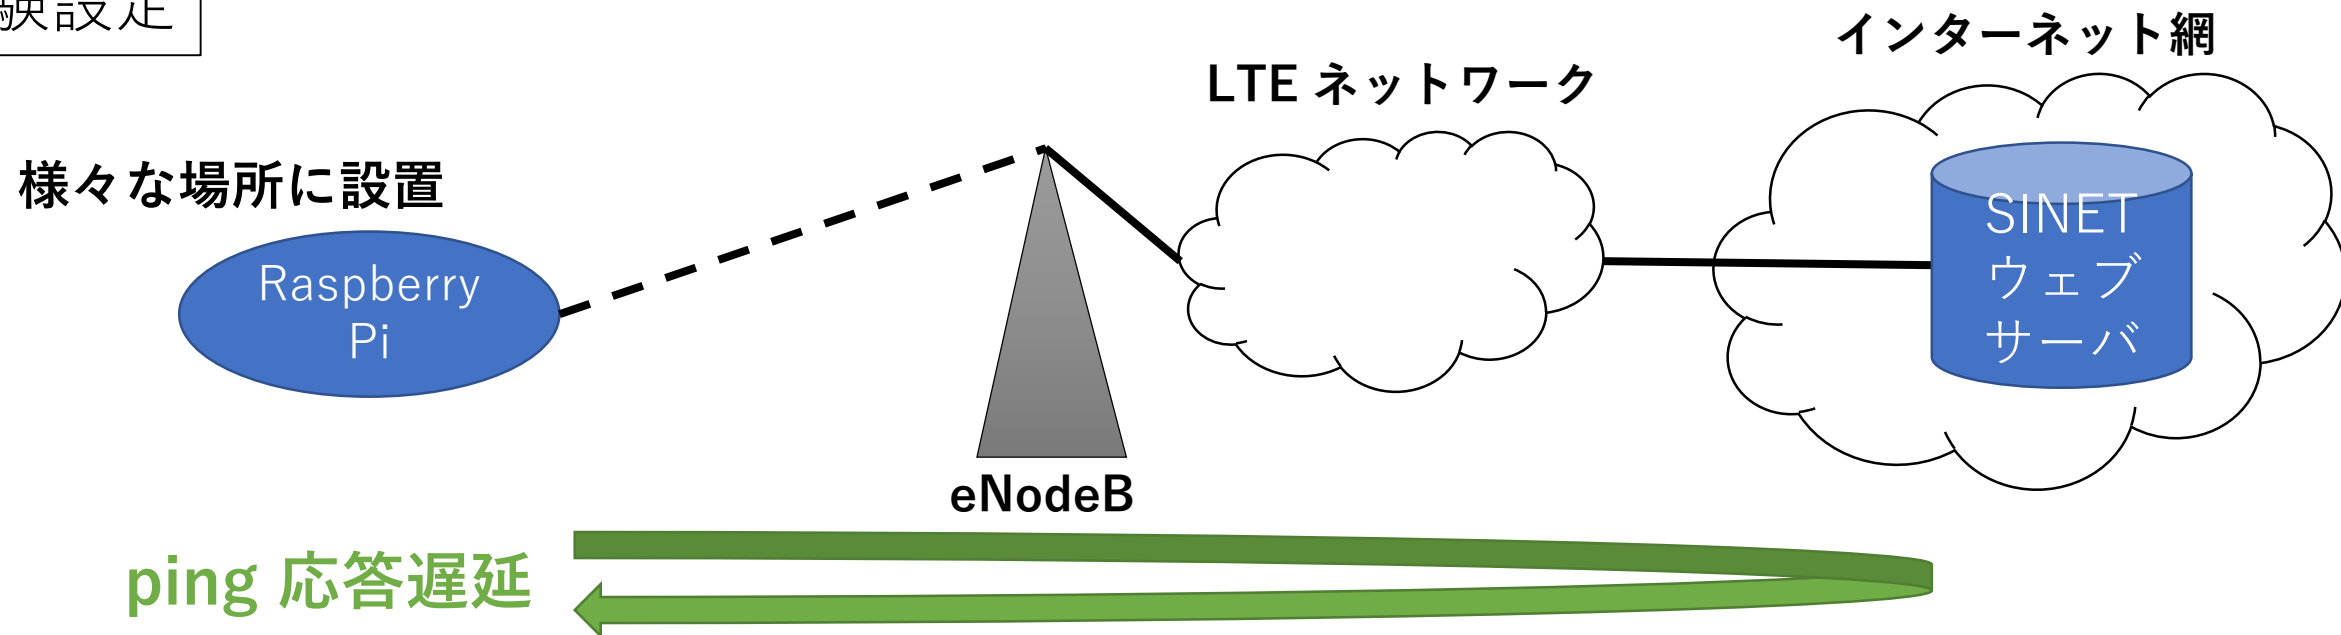 設定
インターネット網
LTE ネットワーク
様々な場所に設置
Raspberry
Pi
SINET
ウェブ
サーバ
eNodeB
ping 応答遅延